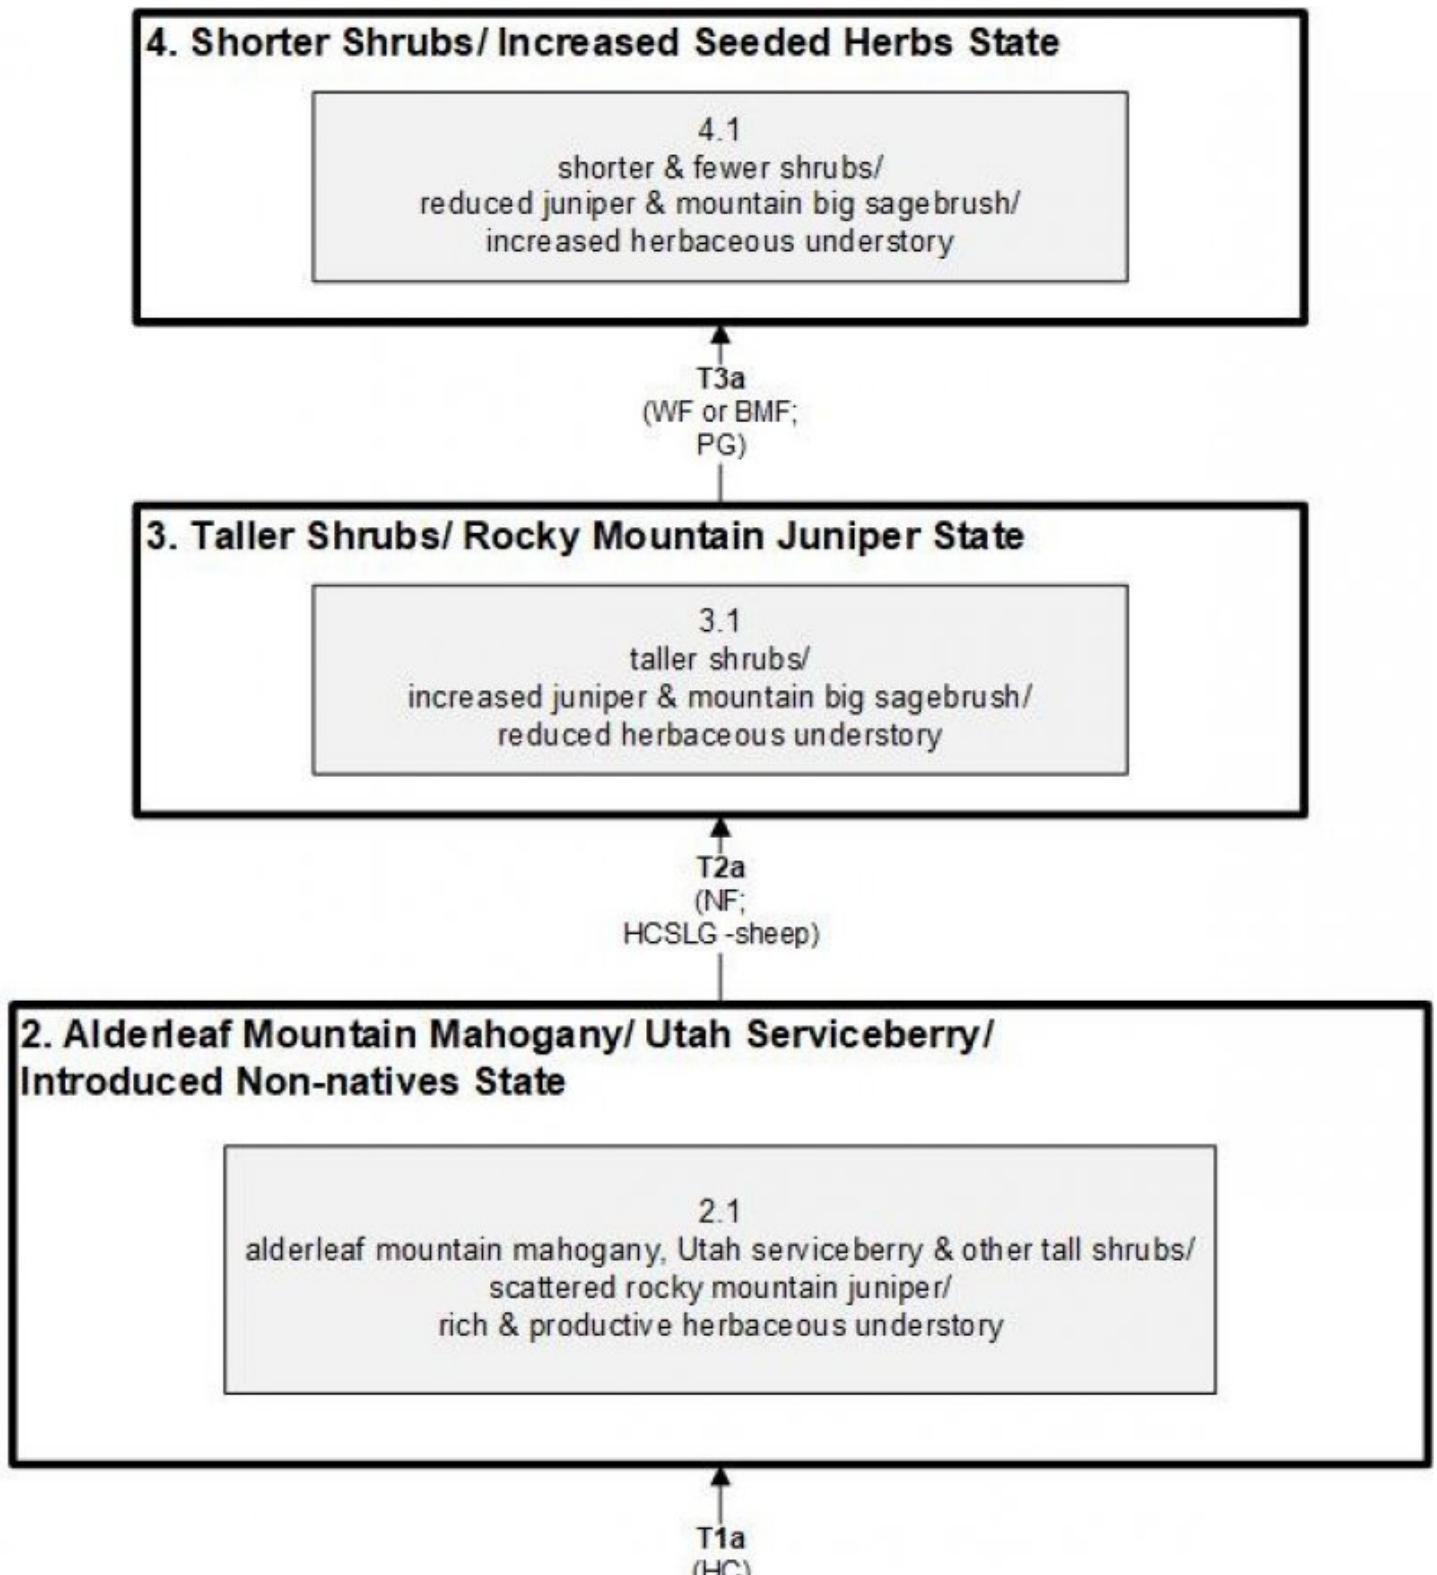 4. Shorter Shrubs/ Increased Seeded Herbs State
4.1
shorter & fewer shrubs/
reduced juniper & mountain big sagebrush/
increased herbaceous understory
T3a
(WF or BMF;
PG)
3. Taller Shrubs/ Rocky Mountain Juniper State
3.1
taller shrubs/
increased juniper & mountain big sagebrush/
reduced herbaceous understory
T2a
(NF;
HCSLG -sheep)
2. Alderleaf Mountain Mahogany/ Utah Serviceberry/
Introduced Non-natives State
2.1
alderleaf mountain mahogany, Utah serviceberry & other tall shrubs/
scattered rocky mountain juniper/
rich & productive herbaceous understory
T1a
(HC)